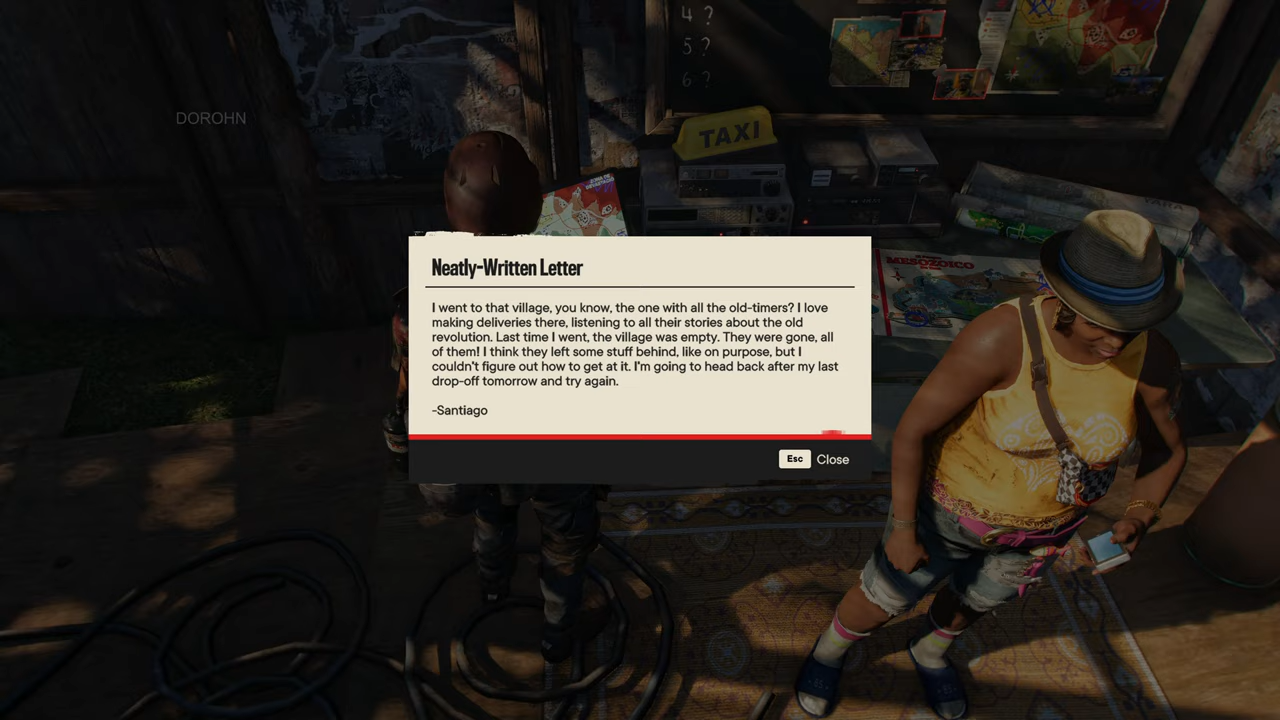 4 ?
5 ?
6 ?
DOROHN
TAXI
MESOZOICO
Neatly-Written Letter
I went to that village, you know, the one with all the old-timers? I love
making deliveries there, listening to all their stories about the old
revolution. Last time I went, the village was empty. They were gone, all
of them! I think they left some stuff behind, like on purpose, but I
couldn't figure out how to get at it. I'm going to head back after my last
drop-off tomorrow and try again.
-Santiago
Esc Close